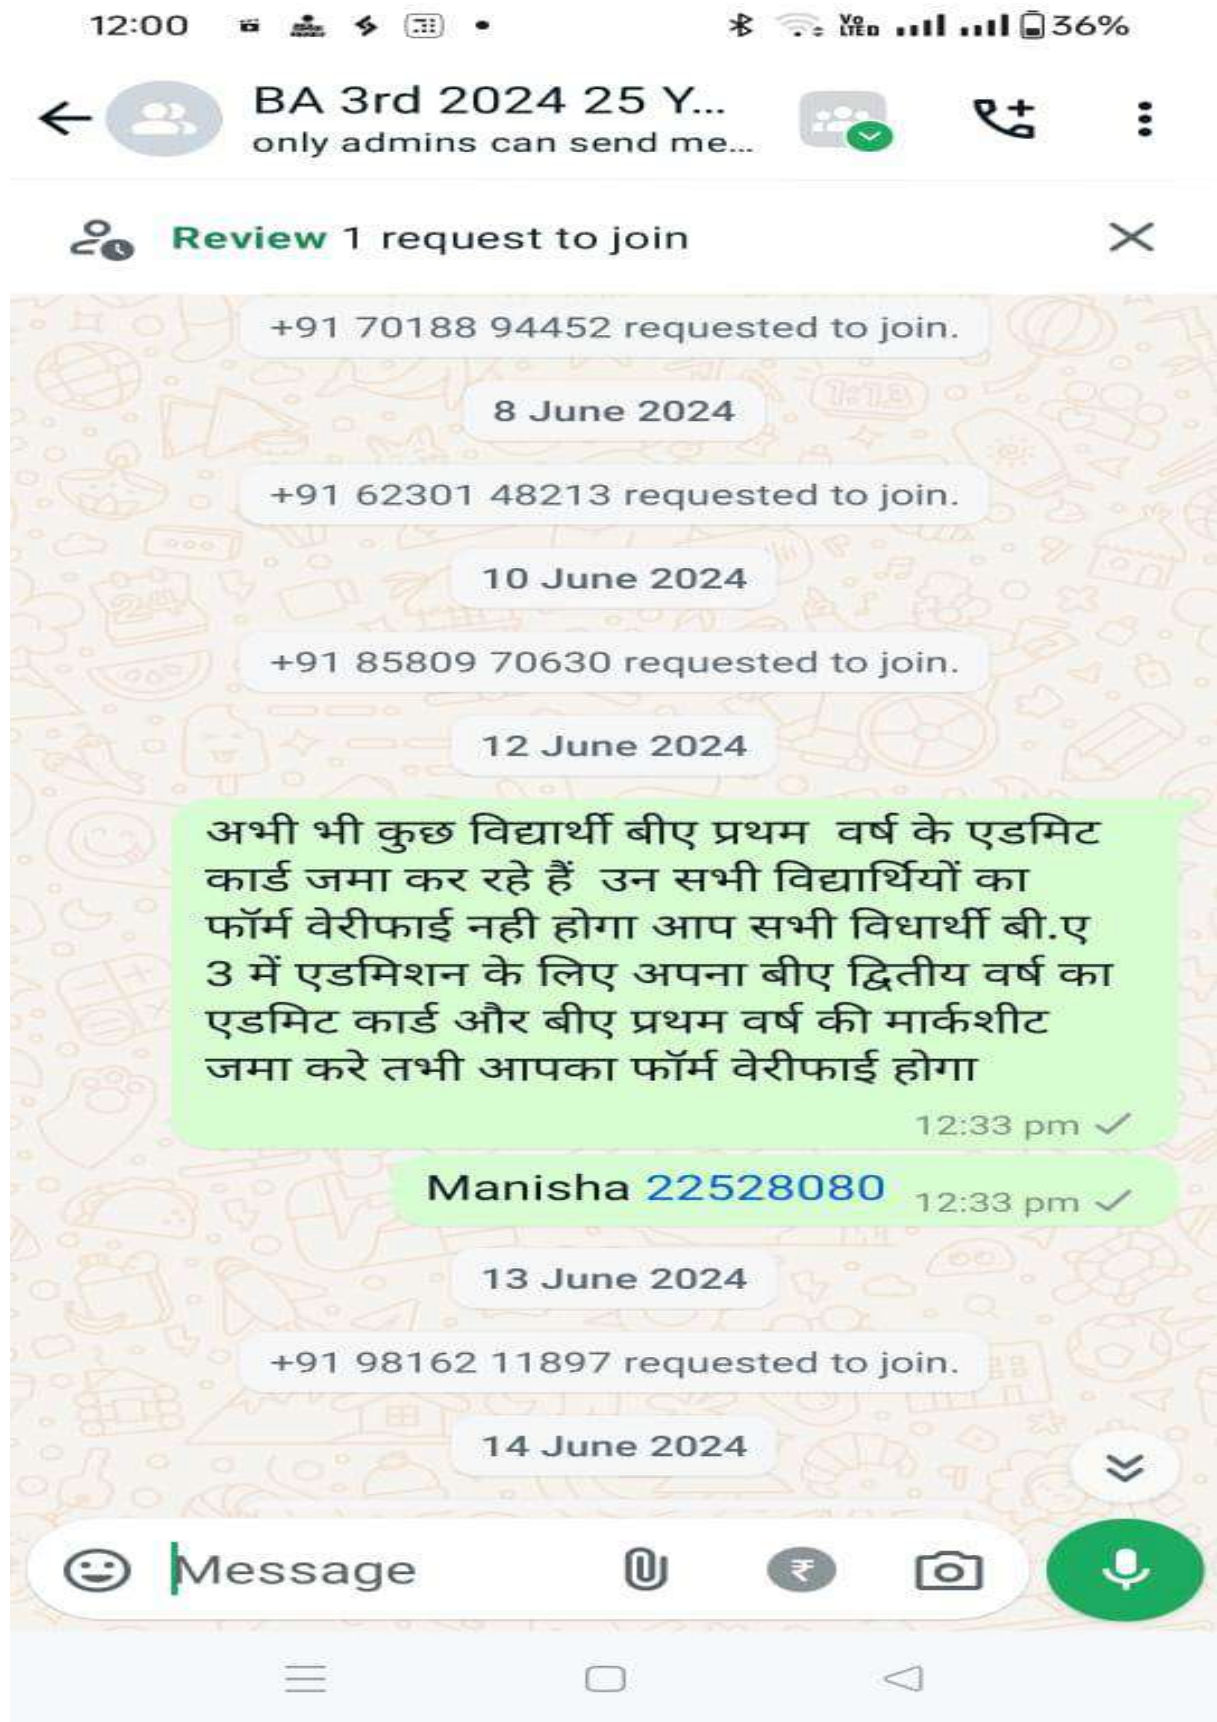 12:00
Vo LTED 36%
BA 3rd 2024 25 Y...
only admins can send me...
Review 1 request to join
+91 70188 94452 requested to join.
8 June 2024
+91 62301 48213 requested to join.
10 June 2024
+91 85809 70630 requested to join.
12 June 2024
अभी भी कुछ विद्यार्थी बीए प्रथम वर्ष के एडमिट
कार्ड जमा कर रहे हैं उन सभी विद्यार्थियों का
फॉर्म वेरीफाई नही होगा आप सभी विधार्थी बी.ए
3 में एडमिशन के लिए अपना बीए द्वितीय वर्ष का
एडमिट कार्ड और बीए प्रथम वर्ष की मार्कशीट
जमा करे तभी आपका फॉर्म वेरीफाई होगा
12:33 pm
Manisha 22528080 12:33 pm
13 June 2024
+91 98162 11897 requested to join.
14 June 2024
Message
₹